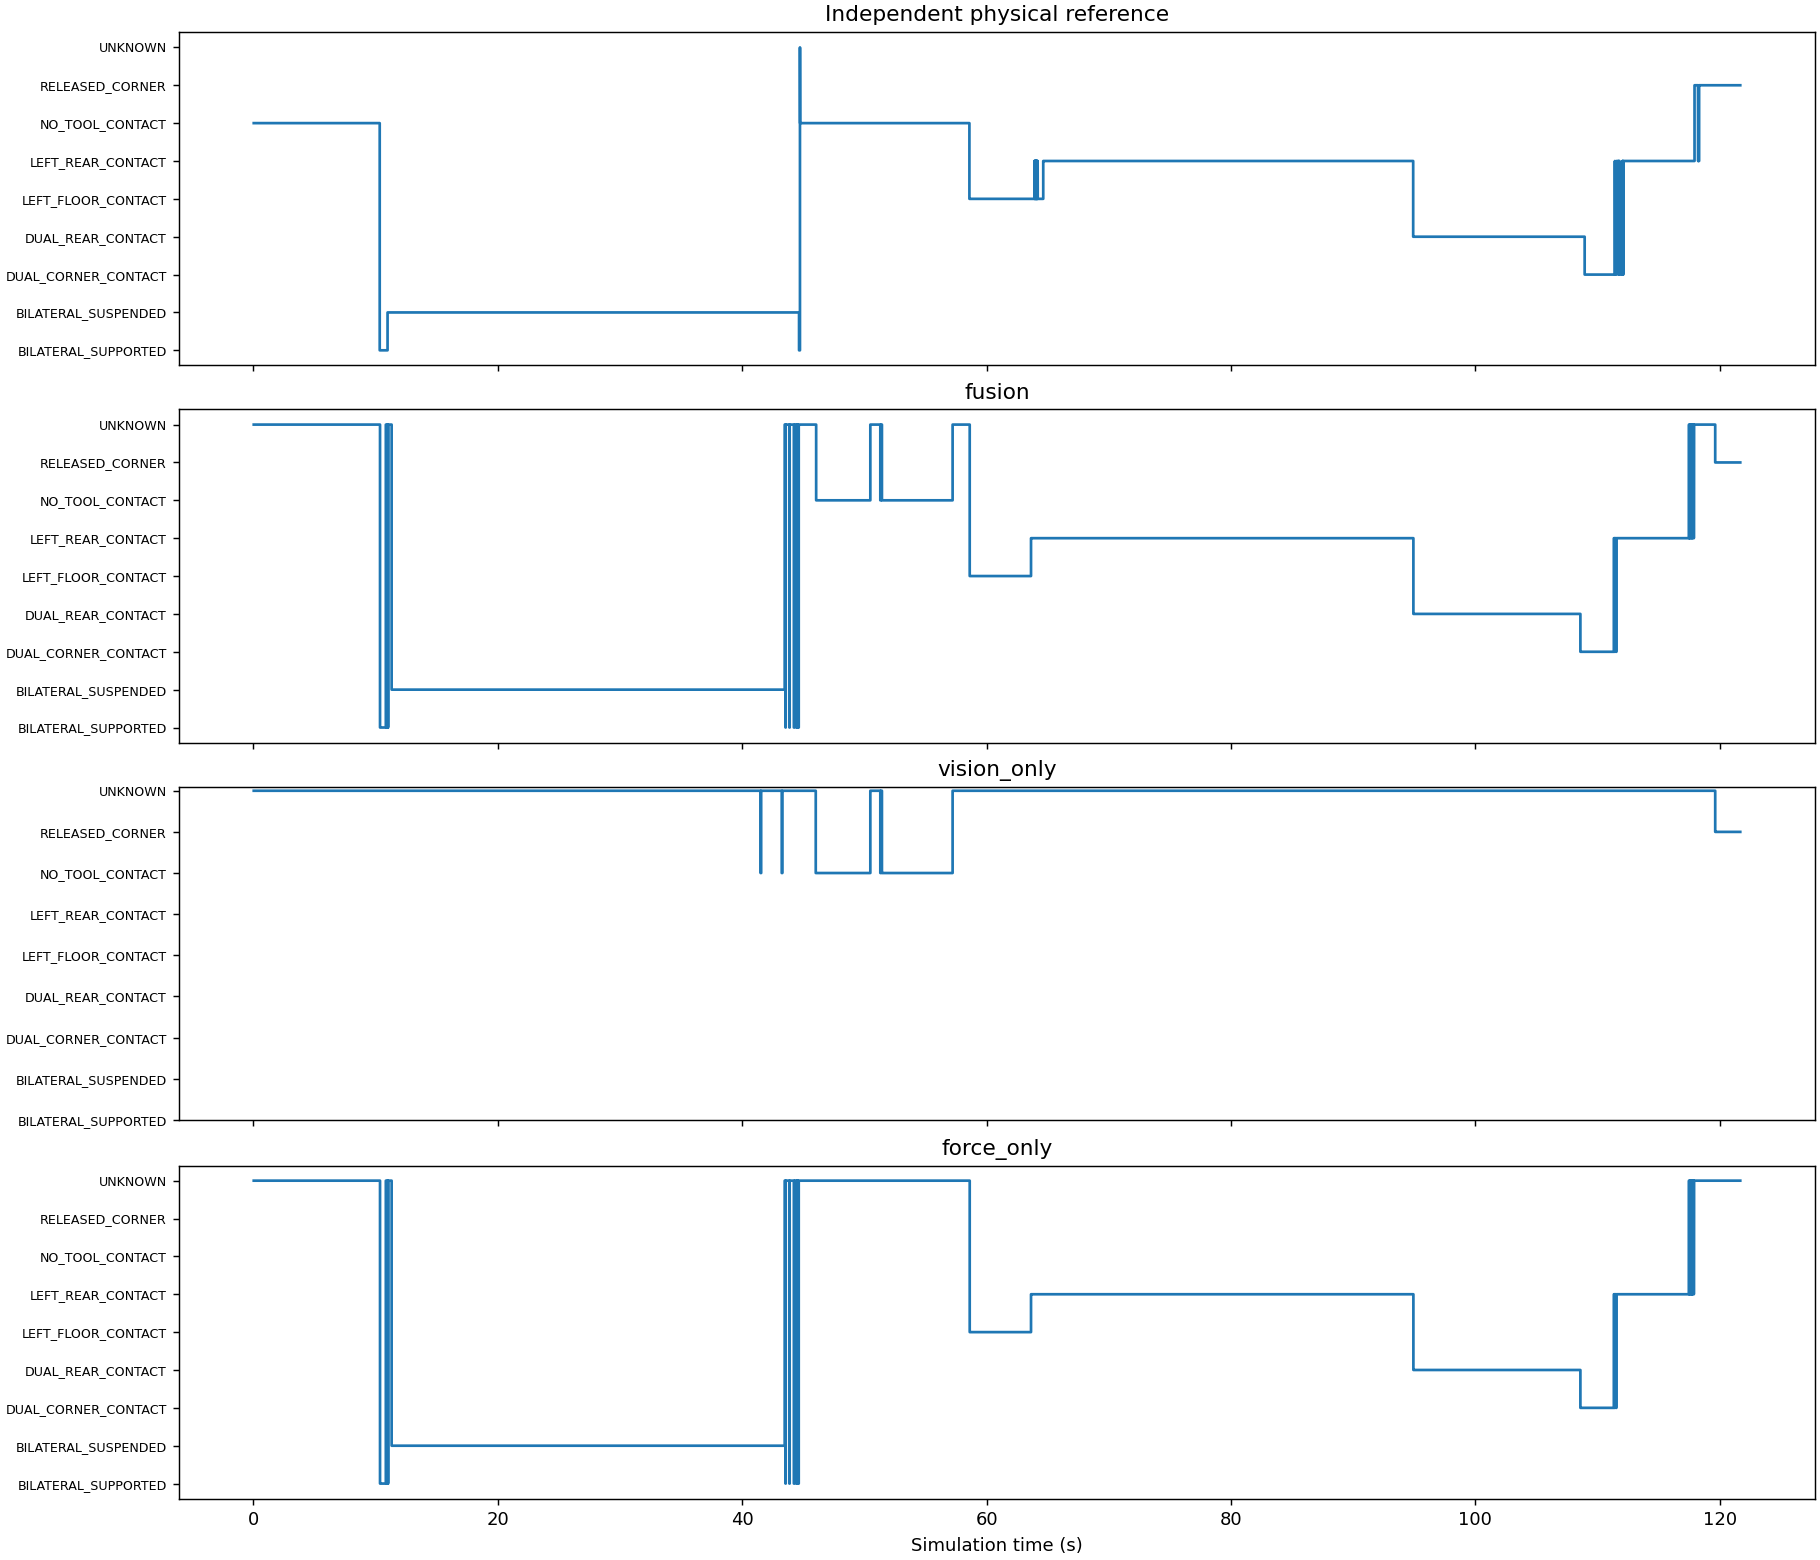 Independent physical reference
UNKNOWN
RELEASED_CORNER
NO_TOOL_CONTACT
LEFT_REAR_CONTACT
LEFT_FLOOR_CONTACT
DUAL_REAR_CONTACT
DUAL_CORNER_CONTACT
BILATERAL_SUSPENDED
BILATERAL_SUPPORTED
fusion
UNKNOWN
RELEASED_CORNER
NO_TOOL_CONTACT
LEFT_REAR_CONTACT
LEFT_FLOOR_CONTACT
DUAL_REAR_CONTACT
DUAL_CORNER_CONTACT
BILATERAL_SUSPENDED
BILATERAL_SUPPORTED
vision_only
UNKNOWN
RELEASED_CORNER
NO_TOOL_CONTACT
LEFT_REAR_CONTACT
LEFT_FLOOR_CONTACT
DUAL_REAR_CONTACT
DUAL_CORNER_CONTACT
BILATERAL_SUSPENDED
BILATERAL_SUPPORTED
force_only
UNKNOWN
RELEASED_CORNER
NO_TOOL_CONTACT
LEFT_REAR_CONTACT
LEFT_FLOOR_CONTACT
DUAL_REAR_CONTACT
DUAL_CORNER_CONTACT
BILATERAL_SUSPENDED
BILATERAL_SUPPORTED
0 20 40 60 80 100 120
Simulation time (s)